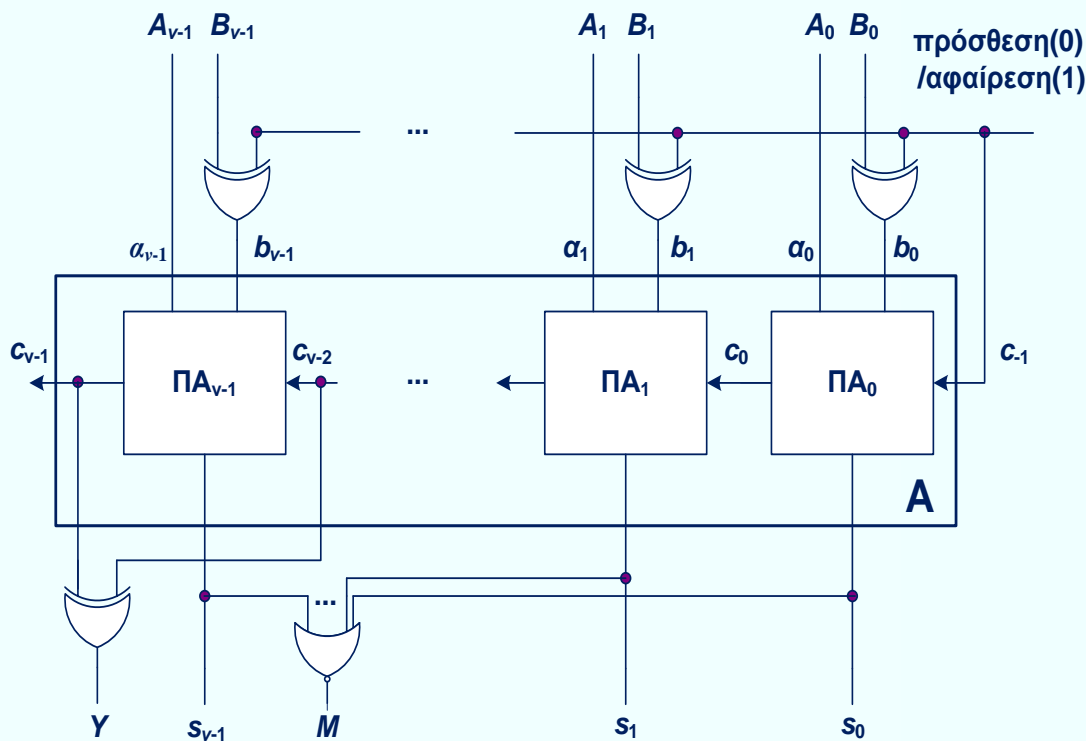 Aν-1 Bν-1 A1 B1 A0 B0
πρόσθεση(0)
/αφαίρεση(1)
...
αν-1 bν-1 α1 b1 α0 b0
cν-1 ΠΑν-1 cν-2 ... ΠΑ1 c0 ΠΑ0 c-1
A
...
Y sν-1 M s1 s0